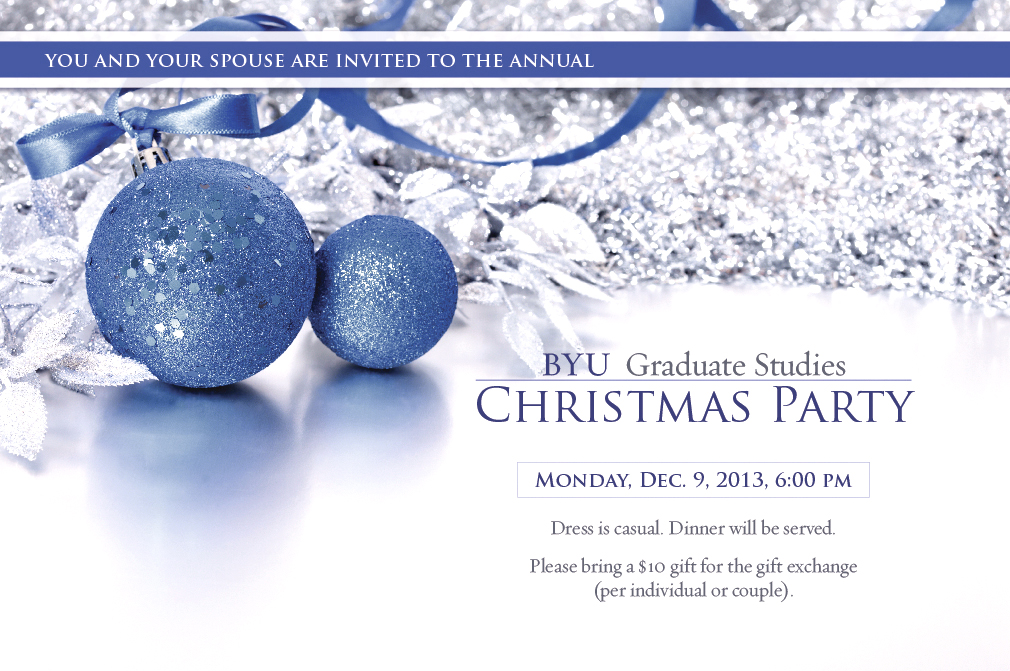 YOU AND YOUR SPOUSE ARE INVITED TO THE ANNUAL
BYU Graduate Studies
CHRISTMAS PARTY
MONDAY, DEC. 9, 2013, 6:00 PM
Dress is casual. Dinner will be served.
Please bring a $10 gift for the gift exchange
(per individual or couple).